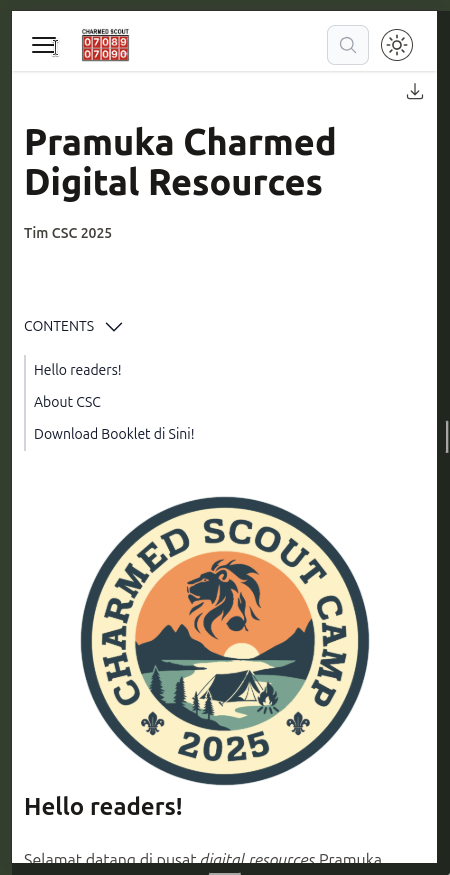 CHARMED SCOUT
07089
07090
Pramuka Charmed
Digital Resources
Tim CSC 2025
CONTENTS
Hello readers!
About CSC
Download Booklet di Sini!
CHARMED SCOUT CAMP
2025
Hello readers!
Selamat datang di pusat digital resources Pramuka